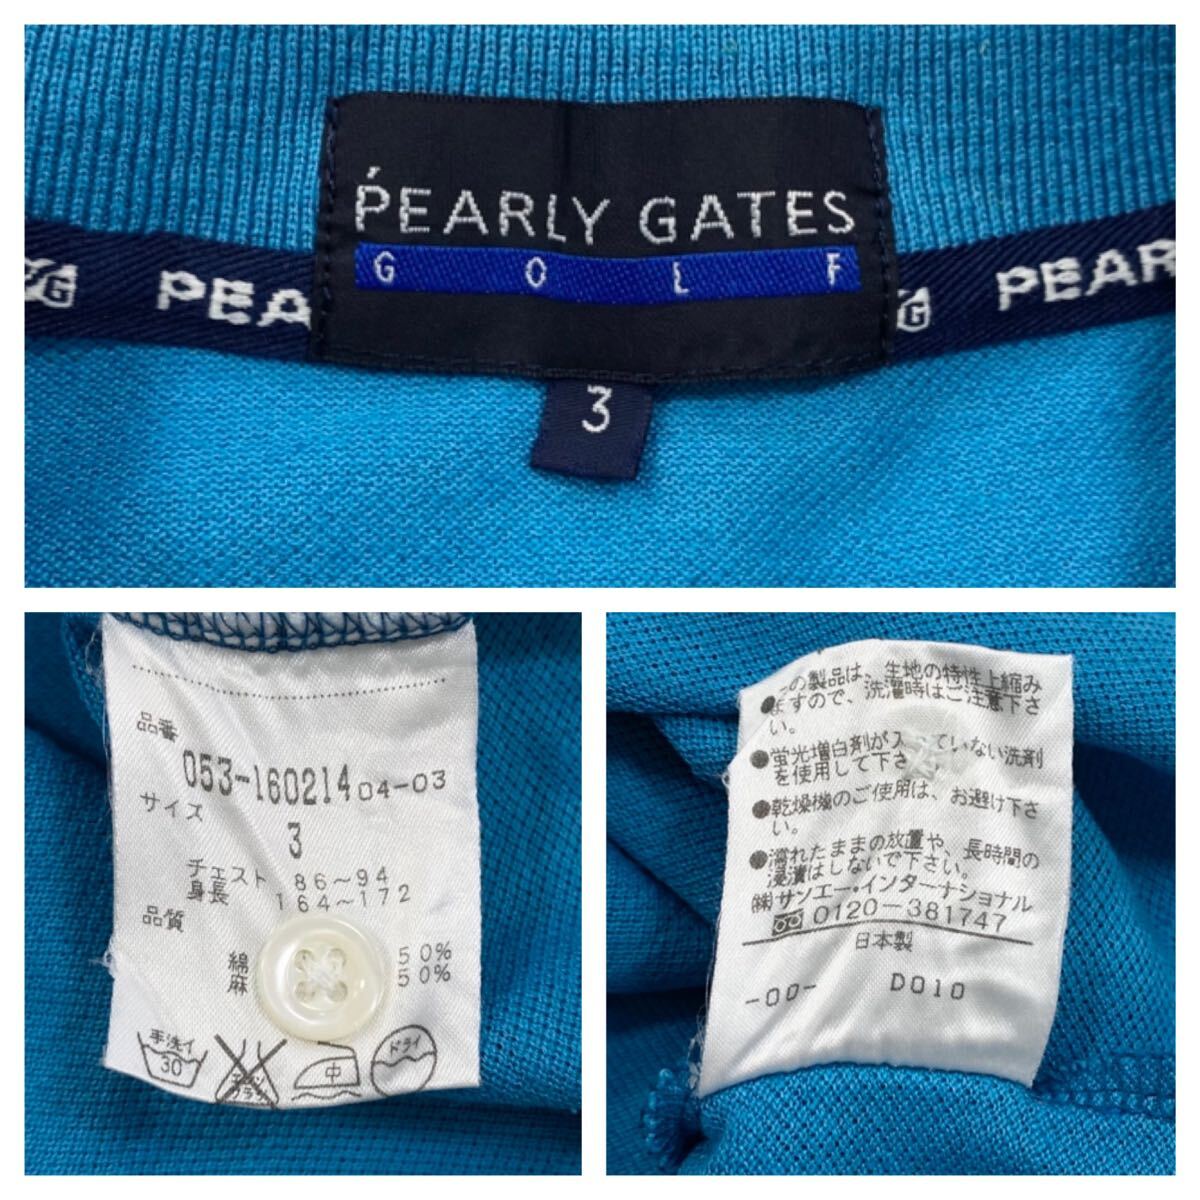 PEARLY GATES
GOLF
G PEA
G PEAR
3
品番
053-160214 04-03
サイズ
3
チェスト 86~94
身長 164~172
品質
綿 50%
麻 50%
手洗イ
30
エンソ
中
ドライ
●この製品は、生地の特性上縮み
ますので、洗濯時はご注意下さ
い。
●蛍光増白剤が入っていない洗剤
を使用して下さ
●乾燥機のご使用は、お避け下さ
い。
●濡れたままの放置や、長時間の
浸漬はしないで下さい。
㈱サンエー・インターナショナル
0120-381747
日本製
-00- D010